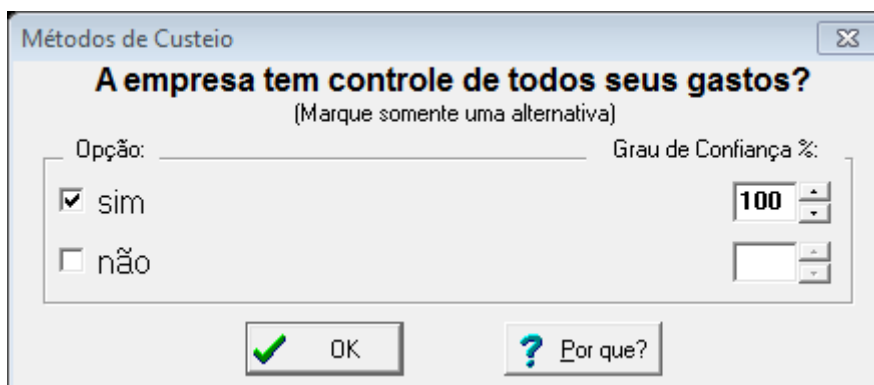 Métodos de Custeio
A empresa tem controle de todos seus gastos?
(Marque somente uma alternativa)
Opção: Grau de Confiança %:
sim 100
não
OK Por que?